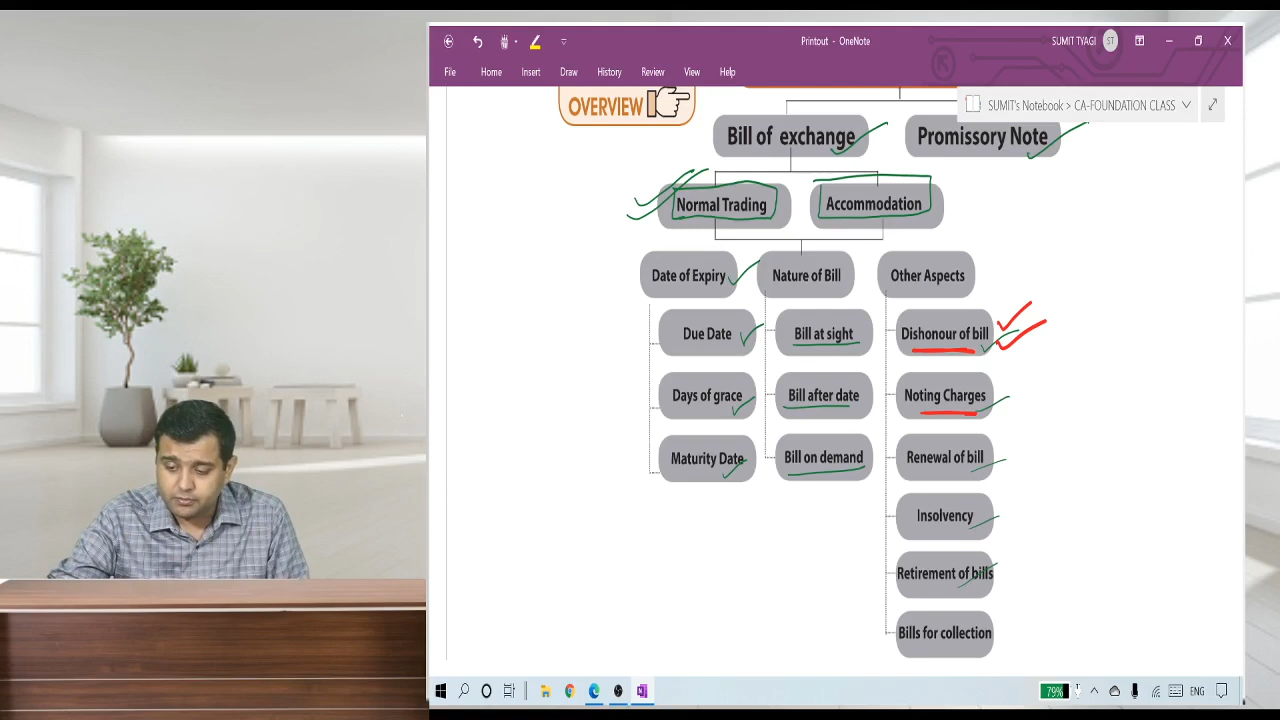 Printout - OneNote
SUMIT TYAGI ST
File Home Insert Draw History Review View Help
SUMIT's Notebook > CA-FOUNDATION CLASS
OVERVIEW
Bill of exchange Promissory Note
Normal Trading Accommodation
Date of Expiry Nature of Bill Other Aspects
Due Date Bill at sight Dishonour of bill
Days of grace Bill after date Noting Charges
Maturity Date Bill on demand Renewal of bill
Insolvency
Retirement of bills
Bills for collection
79% ENG